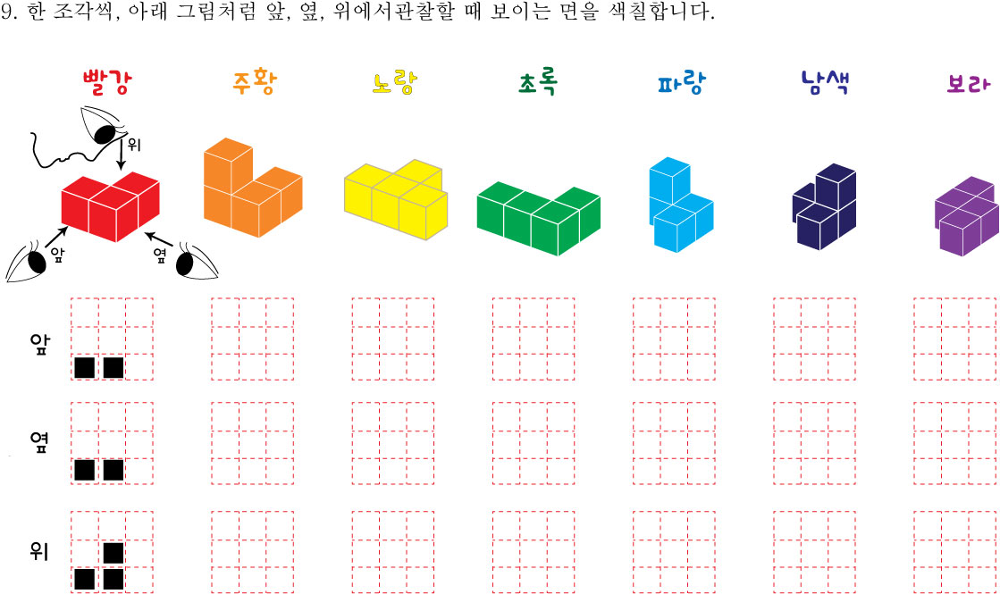 9. 한 조각씩, 아래 그림처럼 앞, 옆, 위에서관찰할 때 보이는 면을 색칠합니다.
빨강 주황 노랑 초록 파랑 남색 보라
위
앞 옆
앞
옆
위